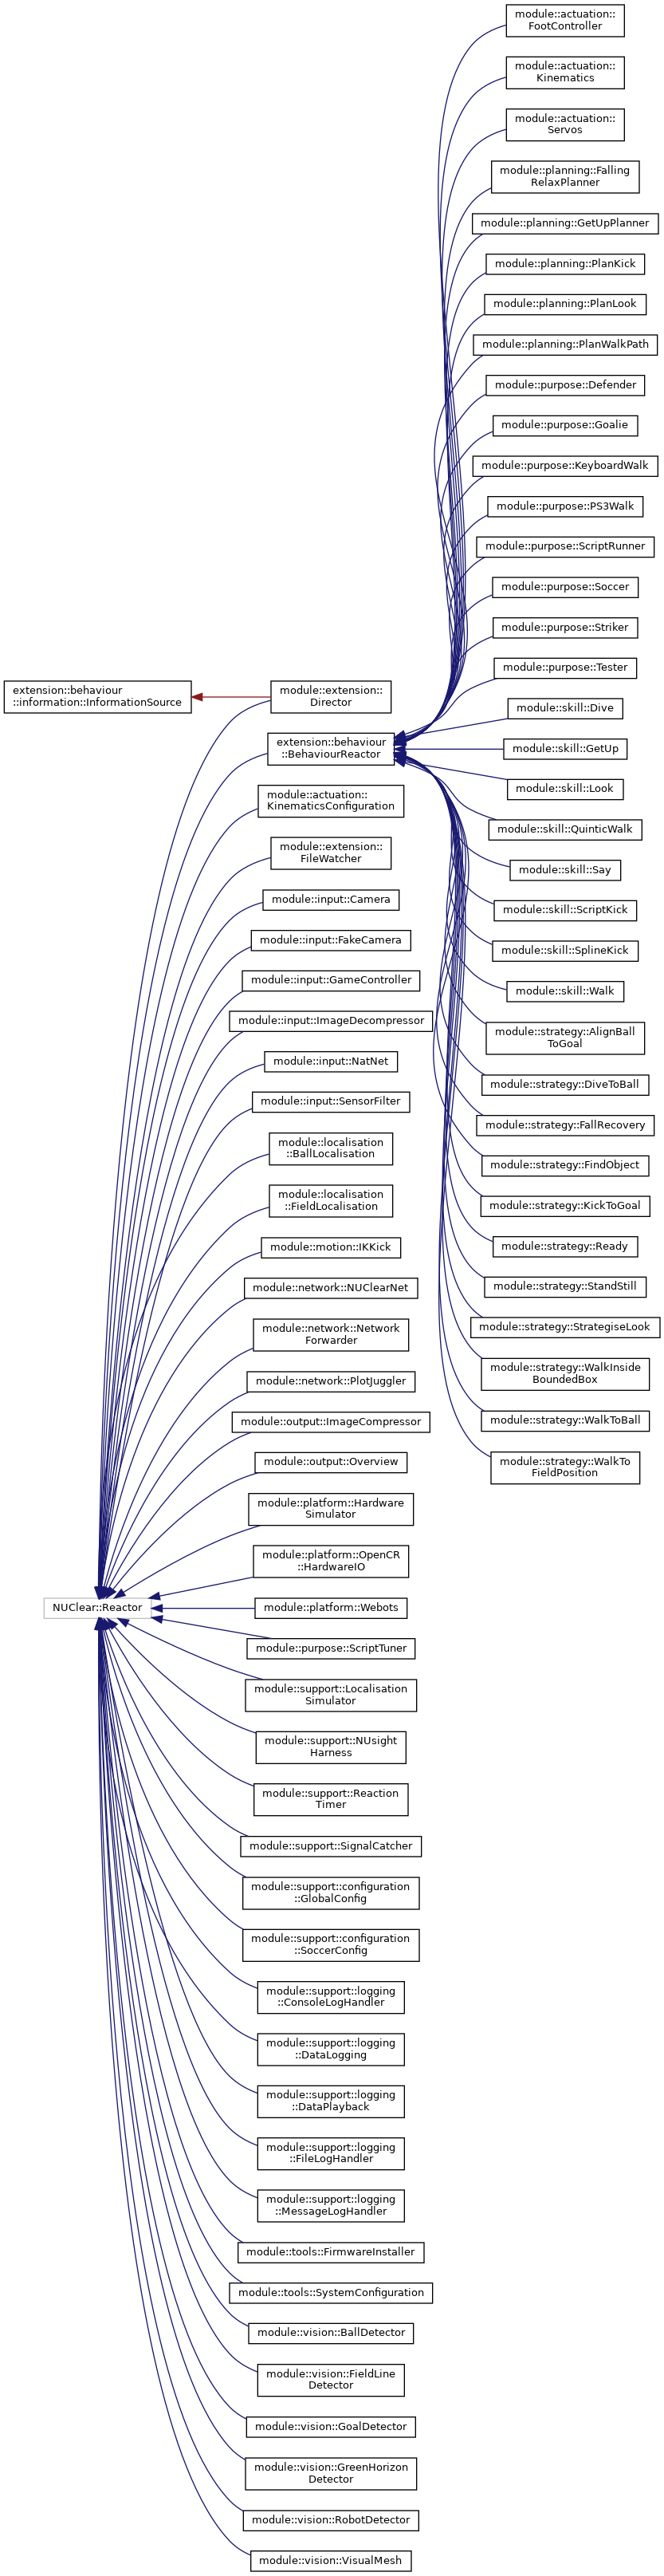 module::actuation::
FootController
module::actuation::
Kinematics
module::actuation::
Servos
module::planning::Falling
RelaxPlanner
module::planning::GetUpPlanner
module::planning::PlanKick
module::planning::PlanLook
module::planning::PlanWalkPath
module::purpose::Defender
module::purpose::Goalie
module::purpose::KeyboardWalk
module::purpose::PS3Walk
module::purpose::ScriptRunner
module::purpose::Soccer
module::purpose::Striker
module::purpose::Tester
module::skill::Dive
module::skill::GetUp
module::skill::Look
module::skill::QuinticWalk
module::skill::Say
module::skill::ScriptKick
module::skill::SplineKick
module::skill::Walk
module::strategy::AlignBall
ToGoal
module::strategy::DiveToBall
module::strategy::FallRecovery
module::strategy::FindObject
module::strategy::KickToGoal
module::strategy::Ready
module::strategy::StandStill
module::strategy::StrategiseLook
module::strategy::WalkInside
BoundedBox
module::strategy::WalkToBall
module::strategy::WalkTo
FieldPosition
extension::behaviour
::information::InformationSource
module::extension::
Director
extension::behaviour
::BehaviourReactor
module::actuation::
KinematicsConfiguration
module::extension::
FileWatcher
module::input::Camera
module::input::FakeCamera
module::input::GameController
module::input::ImageDecompressor
module::input::NatNet
module::input::SensorFilter
module::localisation
::BallLocalisation
module::localisation
::FieldLocalisation
module::motion::IKKick
module::network::NUClearNet
module::network::Network
Forwarder
module::network::PlotJuggler
module::output::ImageCompressor
module::output::Overview
module::platform::Hardware
Simulator
module::platform::OpenCR
::HardwareIO
NUClear::Reactor
module::platform::Webots
module::purpose::ScriptTuner
module::support::Localisation
Simulator
module::support::NUsight
Harness
module::support::Reaction
Timer
module::support::SignalCatcher
module::support::configuration
::GlobalConfig
module::support::configuration
::SoccerConfig
module::support::logging
::ConsoleLogHandler
module::support::logging
::DataLogging
module::support::logging
::DataPlayback
module::support::logging
::FileLogHandler
module::support::logging
::MessageLogHandler
module::tools::FirmwareInstaller
module::tools::SystemConfiguration
module::vision::BallDetector
module::vision::FieldLine
Detector
module::vision::GoalDetector
module::vision::GreenHorizon
Detector
module::vision::RobotDetector
module::vision::VisualMesh